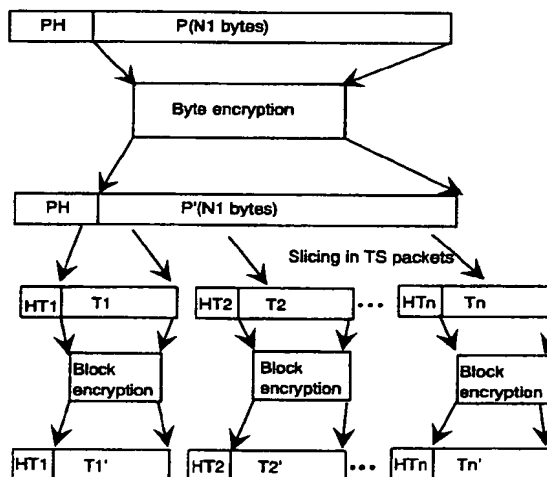 PH P(N1 bytes)
Byte encryption
PH P'(N1 bytes)
Slicing in TS packets
HT1 T1 HT2 T2 ••• HTn Tn
Block encryption Block encryption Block encryption
HT1 T1' HT2 T2' ••• HTn Tn'